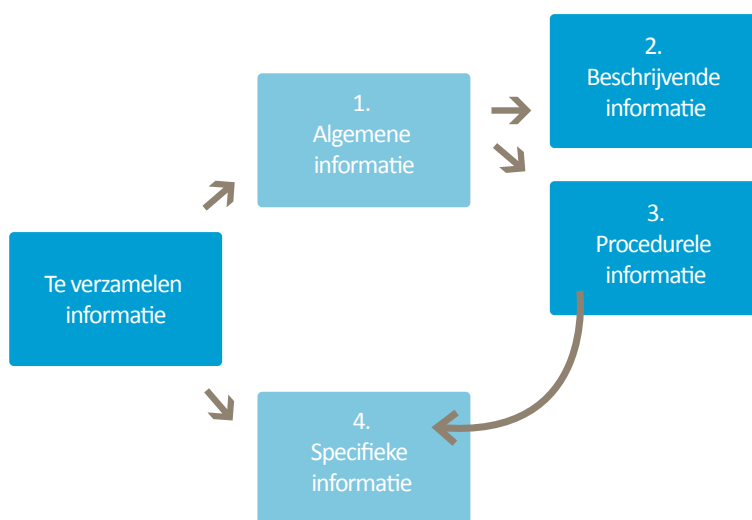 1.
Algemene
informatie
2.
Beschrijvende
informatie
3.
Procedurele
informatie
Te verzamelen
informatie
4.
Specifieke
informatie